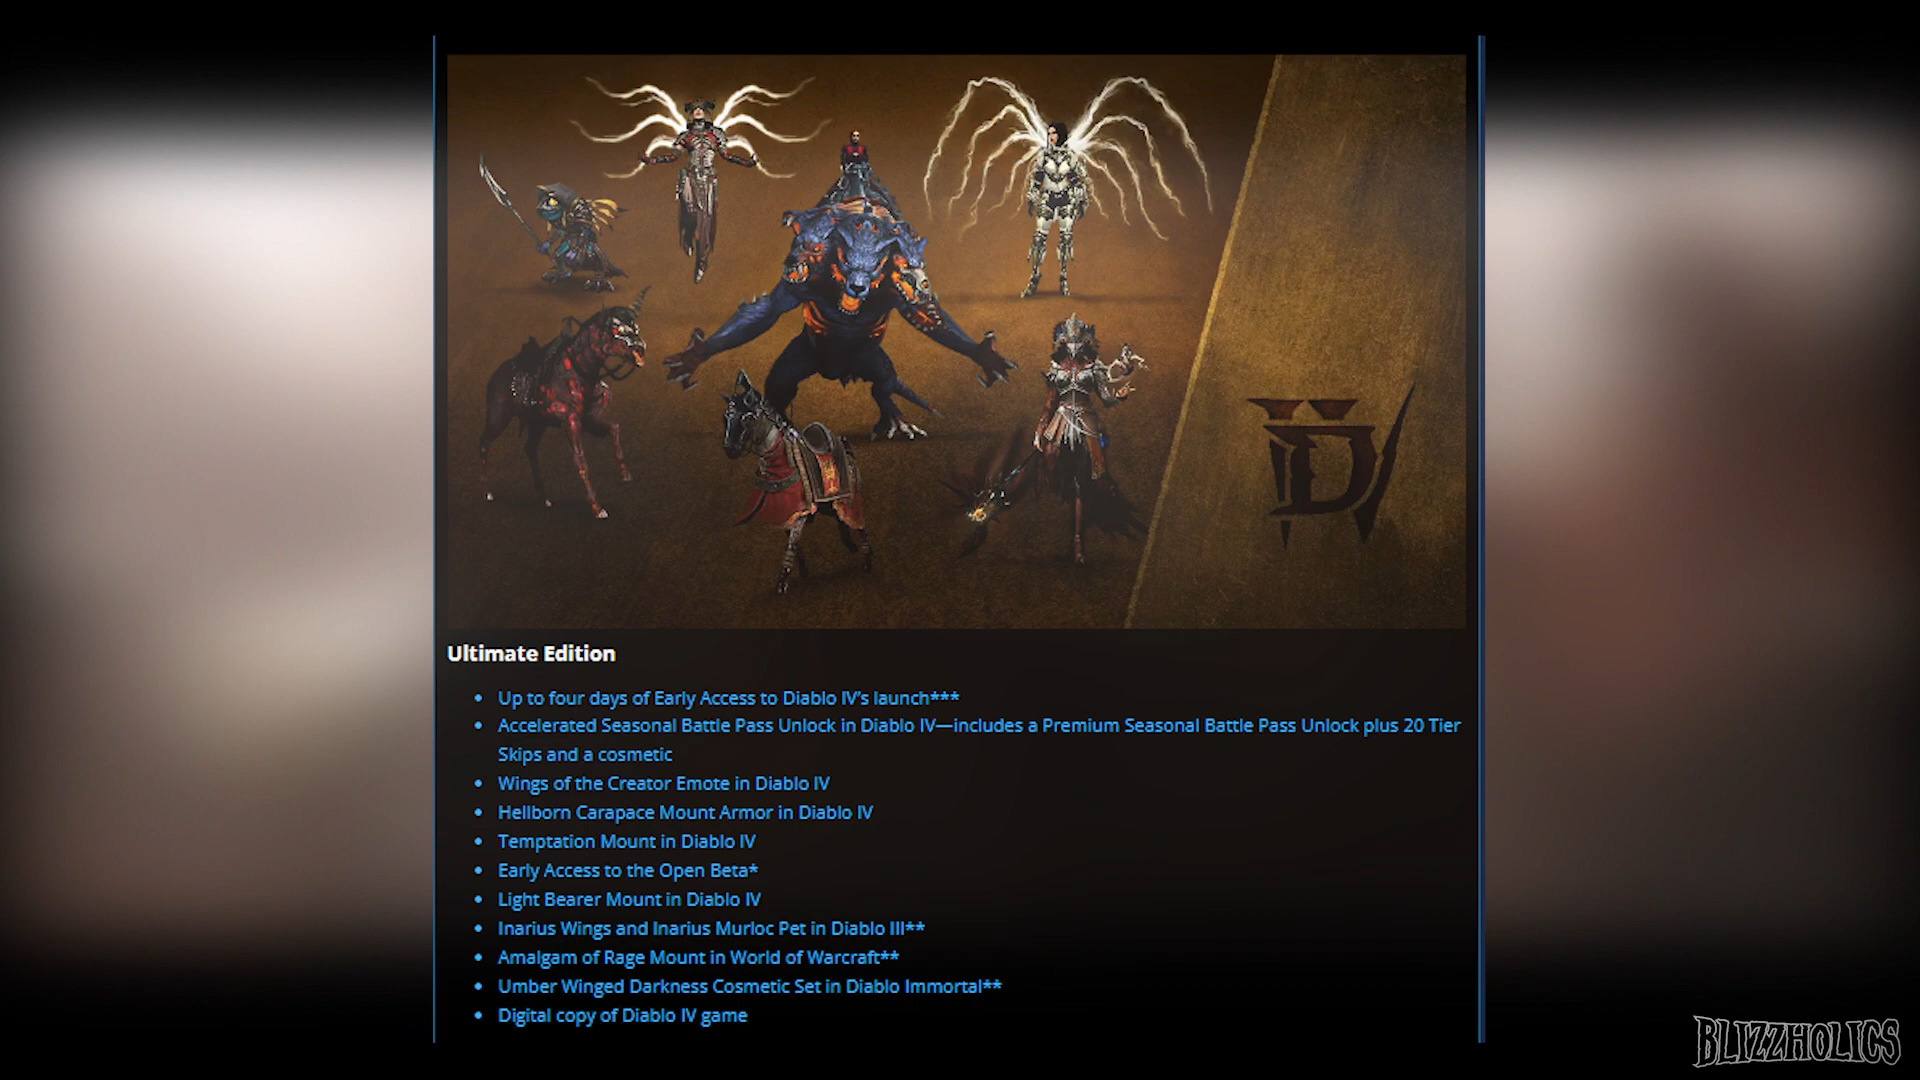 Ultimate Edition
Up to four days of Early Access to Diablo IV's launch***
Accelerated Seasonal Battle Pass Unlock in Diablo IV—includes a Premium Seasonal Battle Pass Unlock plus 20 Tier
Skips and a cosmetic
Wings of the Creator Emote in Diablo IV
Hellborn Carapace Mount Armor in Diablo IV
Temptation Mount in Diablo IV
Early Access to the Open Beta*
Light Bearer Mount in Diablo IV
Inarius Wings and Inarius Murloc Pet in Diablo III**
Amalgam of Rage Mount in World of Warcraft**
Umber Winged Darkness Cosmetic Set in Diablo Immortal**
Digital copy of Diablo IV game
BLIZZHOLICS